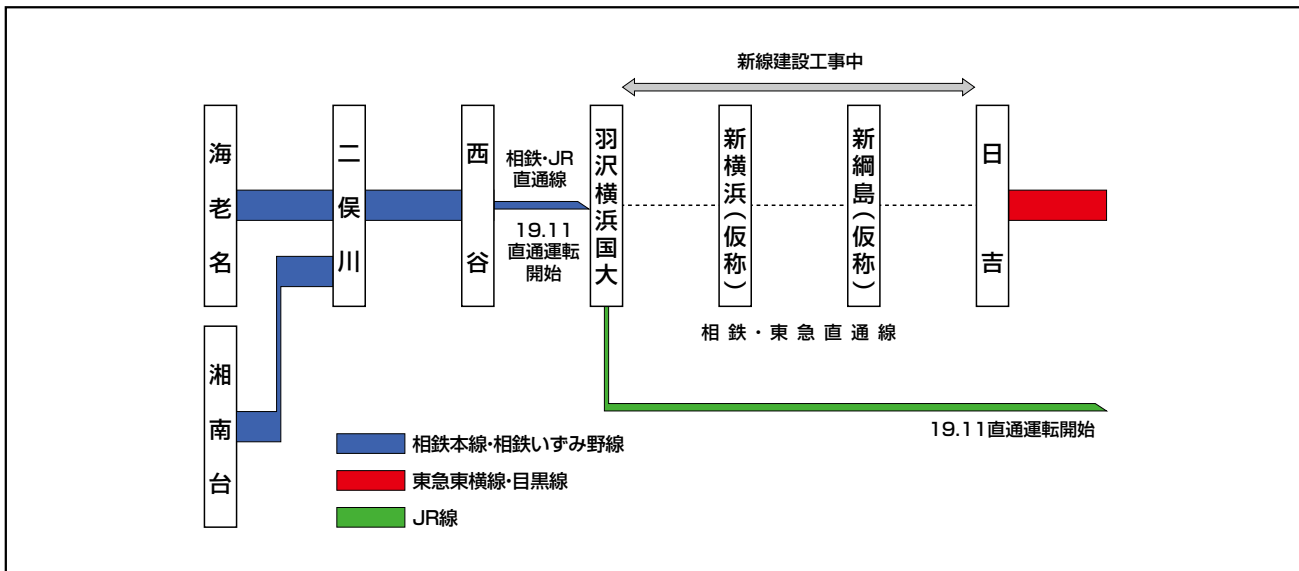 新線建設工事中
海老名
二俣川
西谷
相鉄・JR
直通線
19.11
直通運転
開始
羽沢横浜国大
新横浜（仮称）
新綱島（仮称）
日吉
相鉄・東急直通線
湘南台
19.11直通運転開始
相鉄本線・相鉄いずみ野線
東急東横線・目黒線
JR線